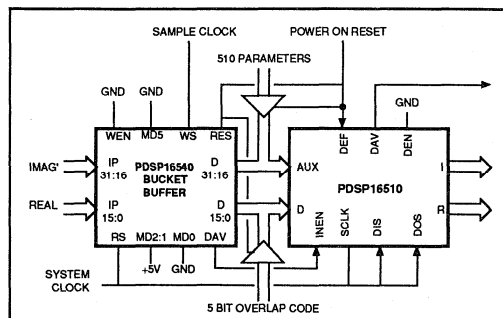 SAMPLE CLOCK
POWER ON RESET
510 PARAMETERS
GND
GND
GND
WEN
MD5
WS
RES
DEF
DAV
DEN
IMAG'
IP
31:16
PDSP16540
BUCKET
BUFFER
D
31:16
AUX
PDSP16510
I
REAL
IP
15:0
D
15:0
D
R
RS
MD2:1
MD0
DAV
INEN
SCLK
DIS
DOS
SYSTEM
CLOCK
+5V
GND
5 BIT OVERLAP CODE